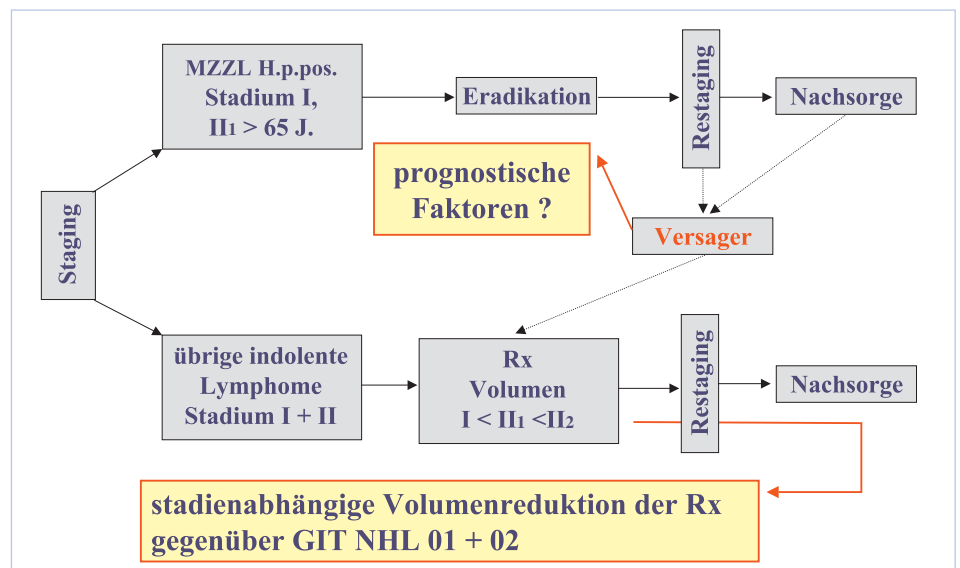 MZZL H.p.pos.
Stadium I,
II1 > 65 J.
Eradikation
Restaging
Nachsorge
prognostische
Faktoren ?
Versager
Staging
übrige indolente
Lymphome
Stadium I + II
Rx
Volumen
I < II1 <II2
Restaging
Nachsorge
stadienabhängige Volumenreduktion der Rx
gegenüber GIT NHL 01 + 02